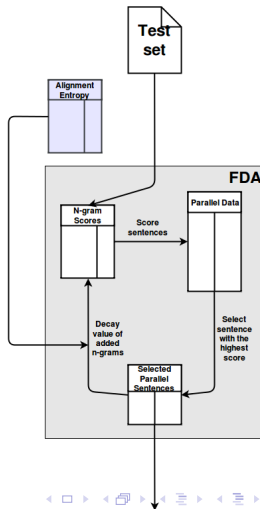 Test
set
Alignment
Entropy
FDA
N-gram
Scores
Score
sentences
Parallel Data
Decay
value of
added
n-grams
Select
sentence
with the
highest
score
Selected
Parallel
Sentences